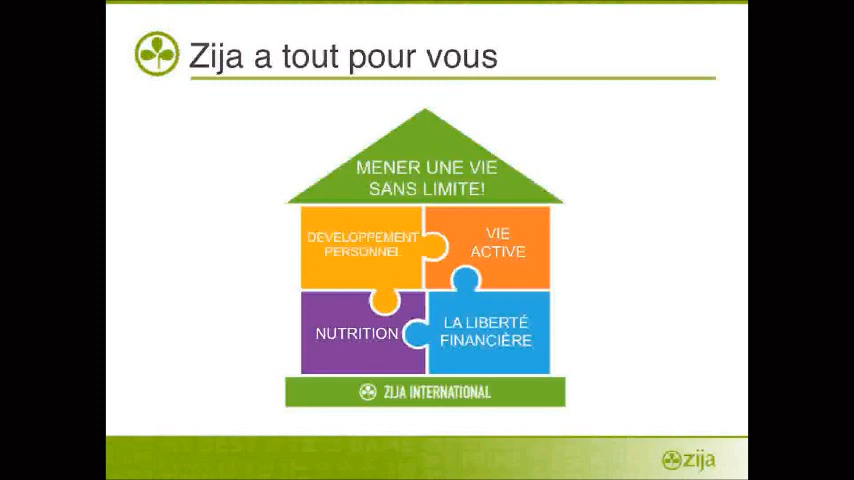 Zija a tout pour vous
MENER UNE VIE
SANS LIMITE!
DEVELOPPEMENT
PERSONNEL
VIE
ACTIVE
NUTRITION
LA LIBERTÉ
FINANCIÈRE
ZIJA INTERNATIONAL
zija